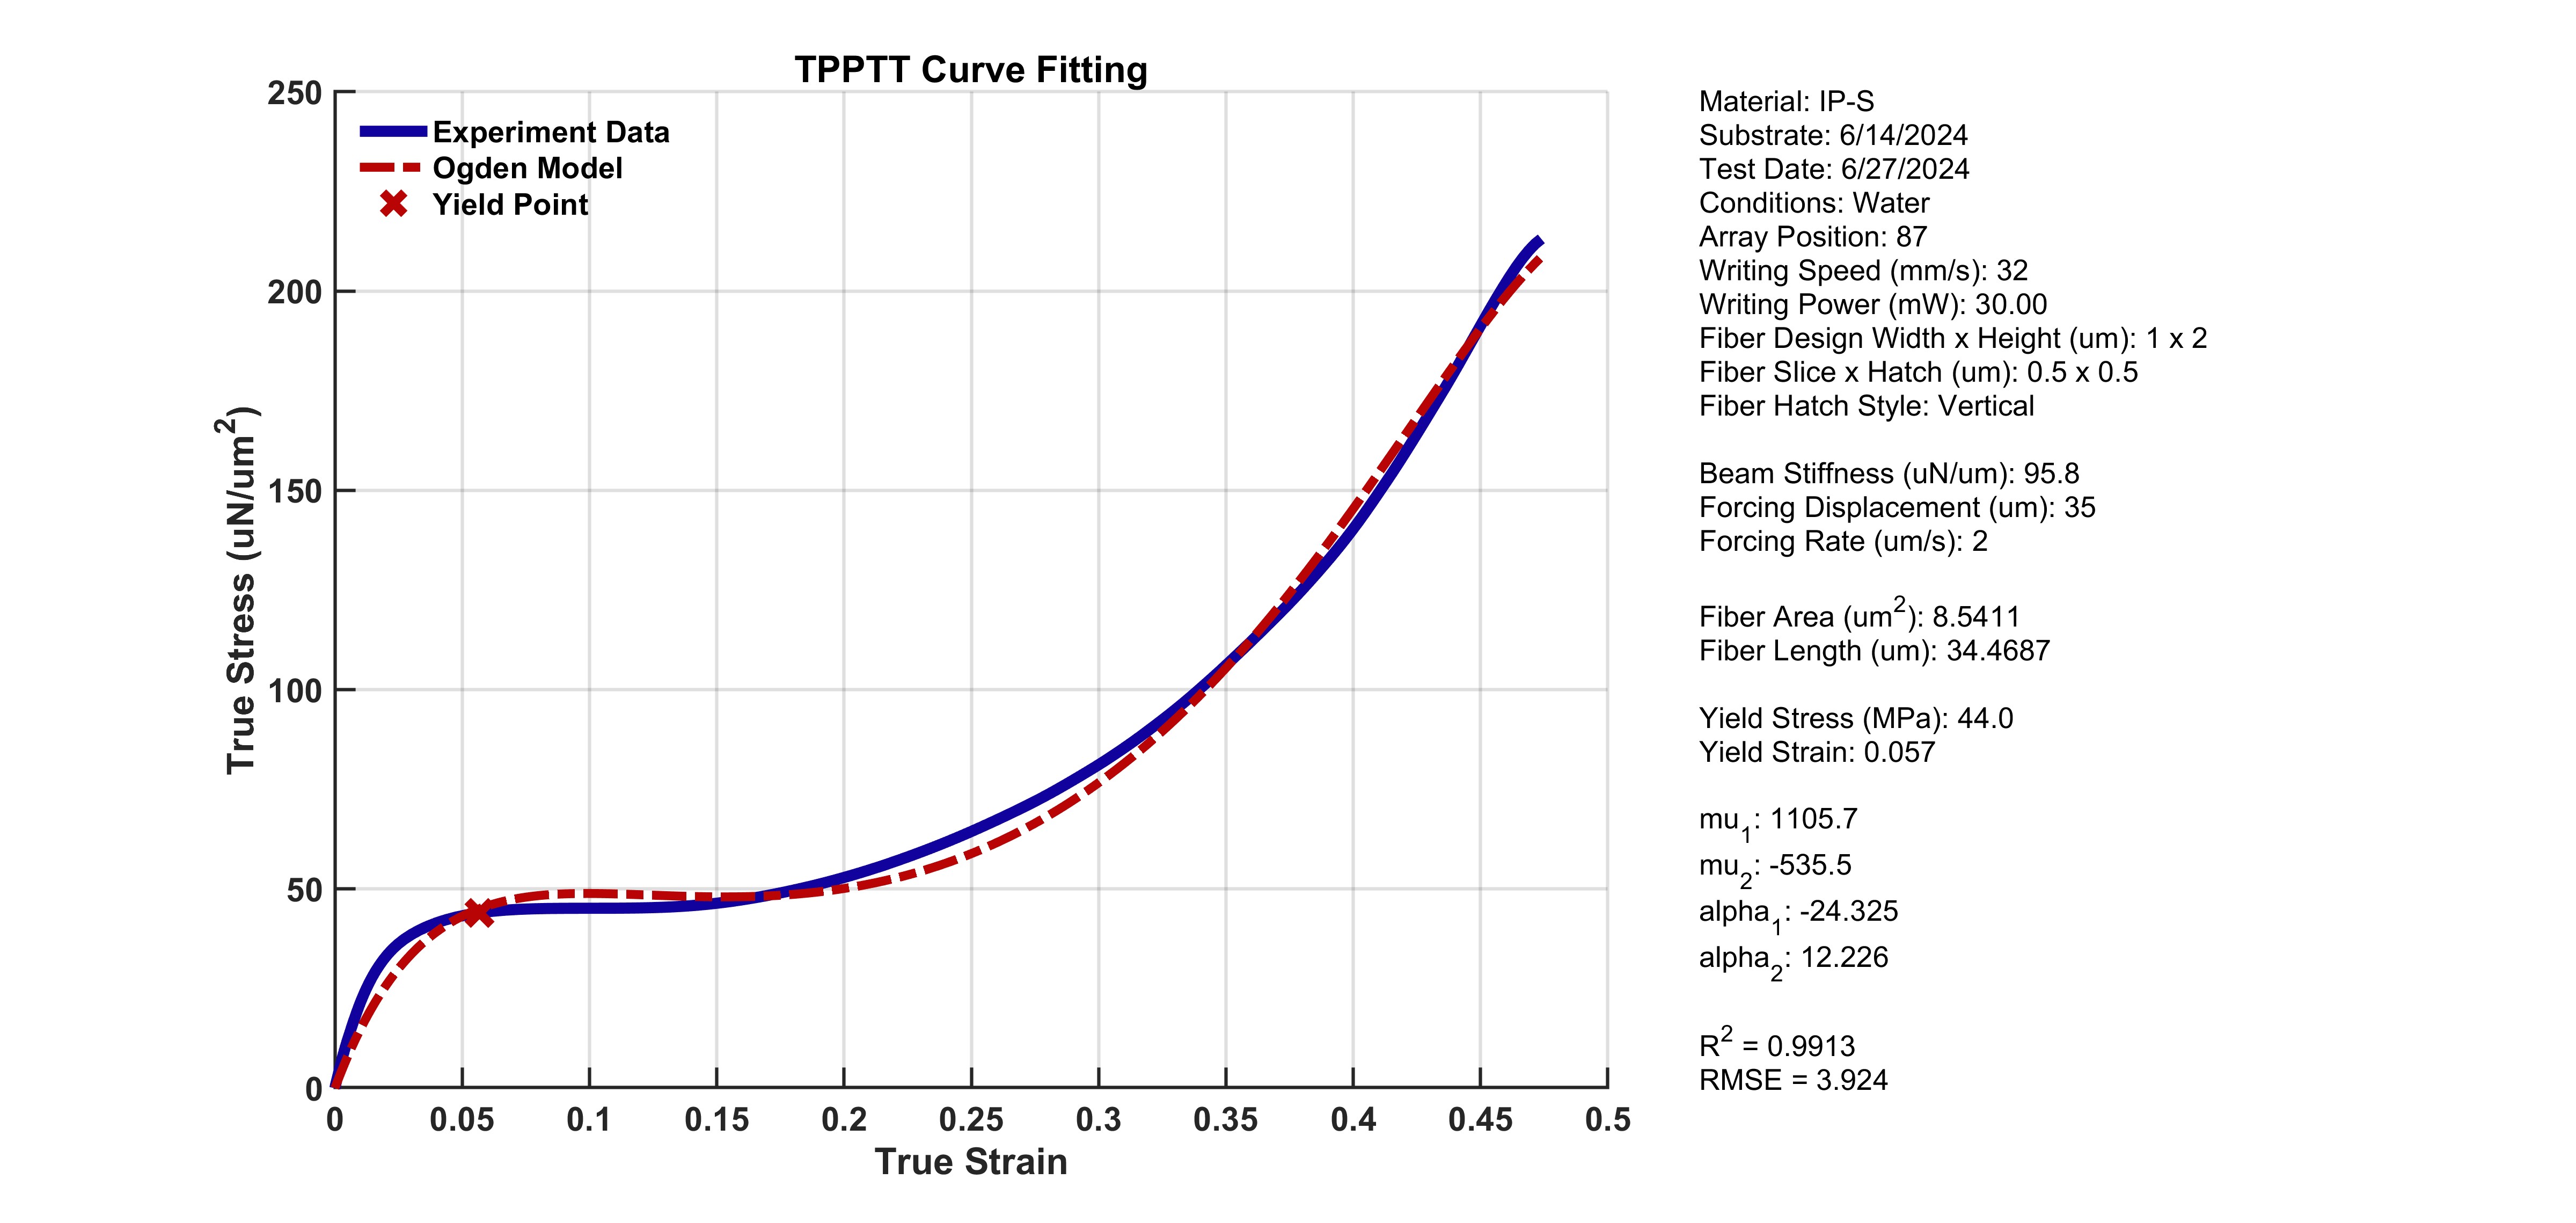 TPPTT Curve Fitting
250
200
150
100
50
0
True Stress (uN/um²)
Experiment Data
Ogden Model
Yield Point
0 0.05 0.1 0.15 0.2 0.25 0.3 0.35 0.4 0.45 0.5
True Strain
Material: IP-S
Substrate: 6/14/2024
Test Date: 6/27/2024
Conditions: Water
Array Position: 87
Writing Speed (mm/s): 32
Writing Power (mW): 30.00
Fiber Design Width x Height (um): 1 x 2
Fiber Slice x Hatch (um): 0.5 x 0.5
Fiber Hatch Style: Vertical
Beam Stiffness (uN/um): 95.8
Forcing Displacement (um): 35
Forcing Rate (um/s): 2
Fiber Area (um²): 8.5411
Fiber Length (um): 34.4687
Yield Stress (MPa): 44.0
Yield Strain: 0.057
mu₁: 1105.7
mu₂: -535.5
alpha₁: -24.325
alpha₂: 12.226
R² = 0.9913
RMSE = 3.924